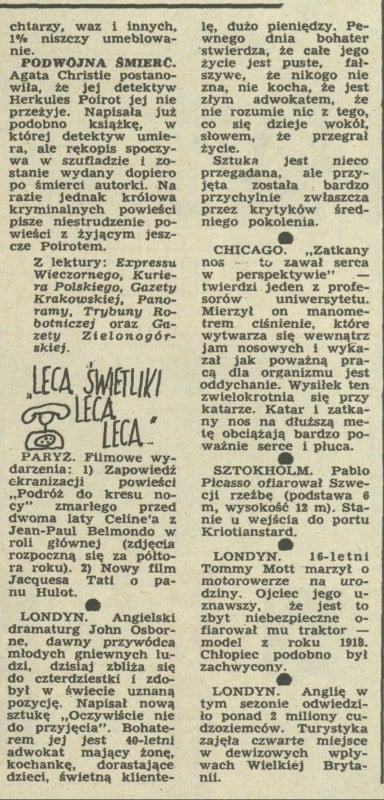 chtarzy, waz i innych,
1% niszczy umeblowa-
nie.
PODWÓJNA ŚMIERĆ.
Agata Christie postano-
wiła, że jej detektyw
Herkules Poirot jej nie
przeżyje. Napisała już
podobno książkę, w
której detektyw umie-
ra, ale rękopis spoczy-
wa w szufladzie i zo-
stanie wydany dopiero
po śmierci autorki. Na
razie jednak królowa
kryminalnych powieści
pisze niestrudzenie po-
wieści z żyjącym jesz-
cze Poirotem.
Z lektury: Expressu
Wieczornego, Kurie-
ra Polskiego, Gazety
Krakowskiej, Pano-
ramy, Trybuny Ro-
botniczej oraz Ga-
zety Zielonogór-
skiej.
„LECĄ, ŚWIETLIKI
LECĄ
LECĄ..."
PARYŻ. Filmowe wy-
darzenia: 1) Zapowiedź
ekranizacji powieści
„Podróż do kresu no-
cy" zmarłego przed
dwoma laty Celine'a z
Jean-Paul Belmondo w
roli głównej (zdjęcia
rozpoczną się za półto-
ra roku). 2) Nowy film
Jacquesa Tati o pa-
nu Hulot.
LONDYN. Angielski
dramaturg John Osbor-
ne, dawny przywódca
młodych gniewnych lu-
dzi, dzisiaj zbliża się
do czterdziestki i zdo-
był w świecie uznaną
pozycję. Napisał nową
sztukę „Oczywiście nie
do przyjęcia". Bohate-
rem jej jest 40-letni
adwokat mający żonę,
kochankę, dorastające
dzieci, świetną kliente-
lę, dużo pieniędzy. Pe-
wnego dnia bohater
stwierdza, że całe jego
życie jest puste, fał-
szywe, że nikogo nie
zna, nie kocha, że jest
złym adwokatem, że
nie rozumie nic z tego,
co się dzieje wokół,
słowem, że przegrał
życie.
Sztuka jest nieco
przegadana, ale przy-
jęta została bardzo
przychylnie zwłaszcza
przez krytyków śred-
niego pokolenia.
CHICAGO. „Zatkany
nos — to zawał serca
w perspektywie" —
twierdzi jeden z profe-
sorów uniwersytetu.
Mierzył on manome-
trem ciśnienie, które
wytwarza się wewnątrz
jam nosowych i wyka-
zał jak poważną pra-
cą dla organizmu jest
oddychanie. Wysiłek ten
zwielokrotnia się przy
katarze. Katar i zatka-
ny nos na dłuższą me-
tę obciążają bardzo po-
ważnie serce i płuca.
SZTOKHOLM. Pablo
Picasso ofiarował Szwe-
cji rzeźbę (podstawa 6
m, wysokość 12 m). Sta-
nie u wejścia do portu
Kriotianstard.
LONDYN. 16-letni
Tommy Mott marzył o
motorowerze na uro-
dziny. Ojciec jego u-
znawszy, że jest to
zbyt niebezpieczne o-
fiarował mu traktor —
model z roku 1918.
Chłopiec podobno był
zachwycony.
LONDYN. Anglię w
tym sezonie odwiedzi-
ło ponad 2 miliony cu-
dzoziemców. Turystyka
zajęła czwarte miejsce
w dewizowych wpły-
wach Wielkiej Bryta-
nii.